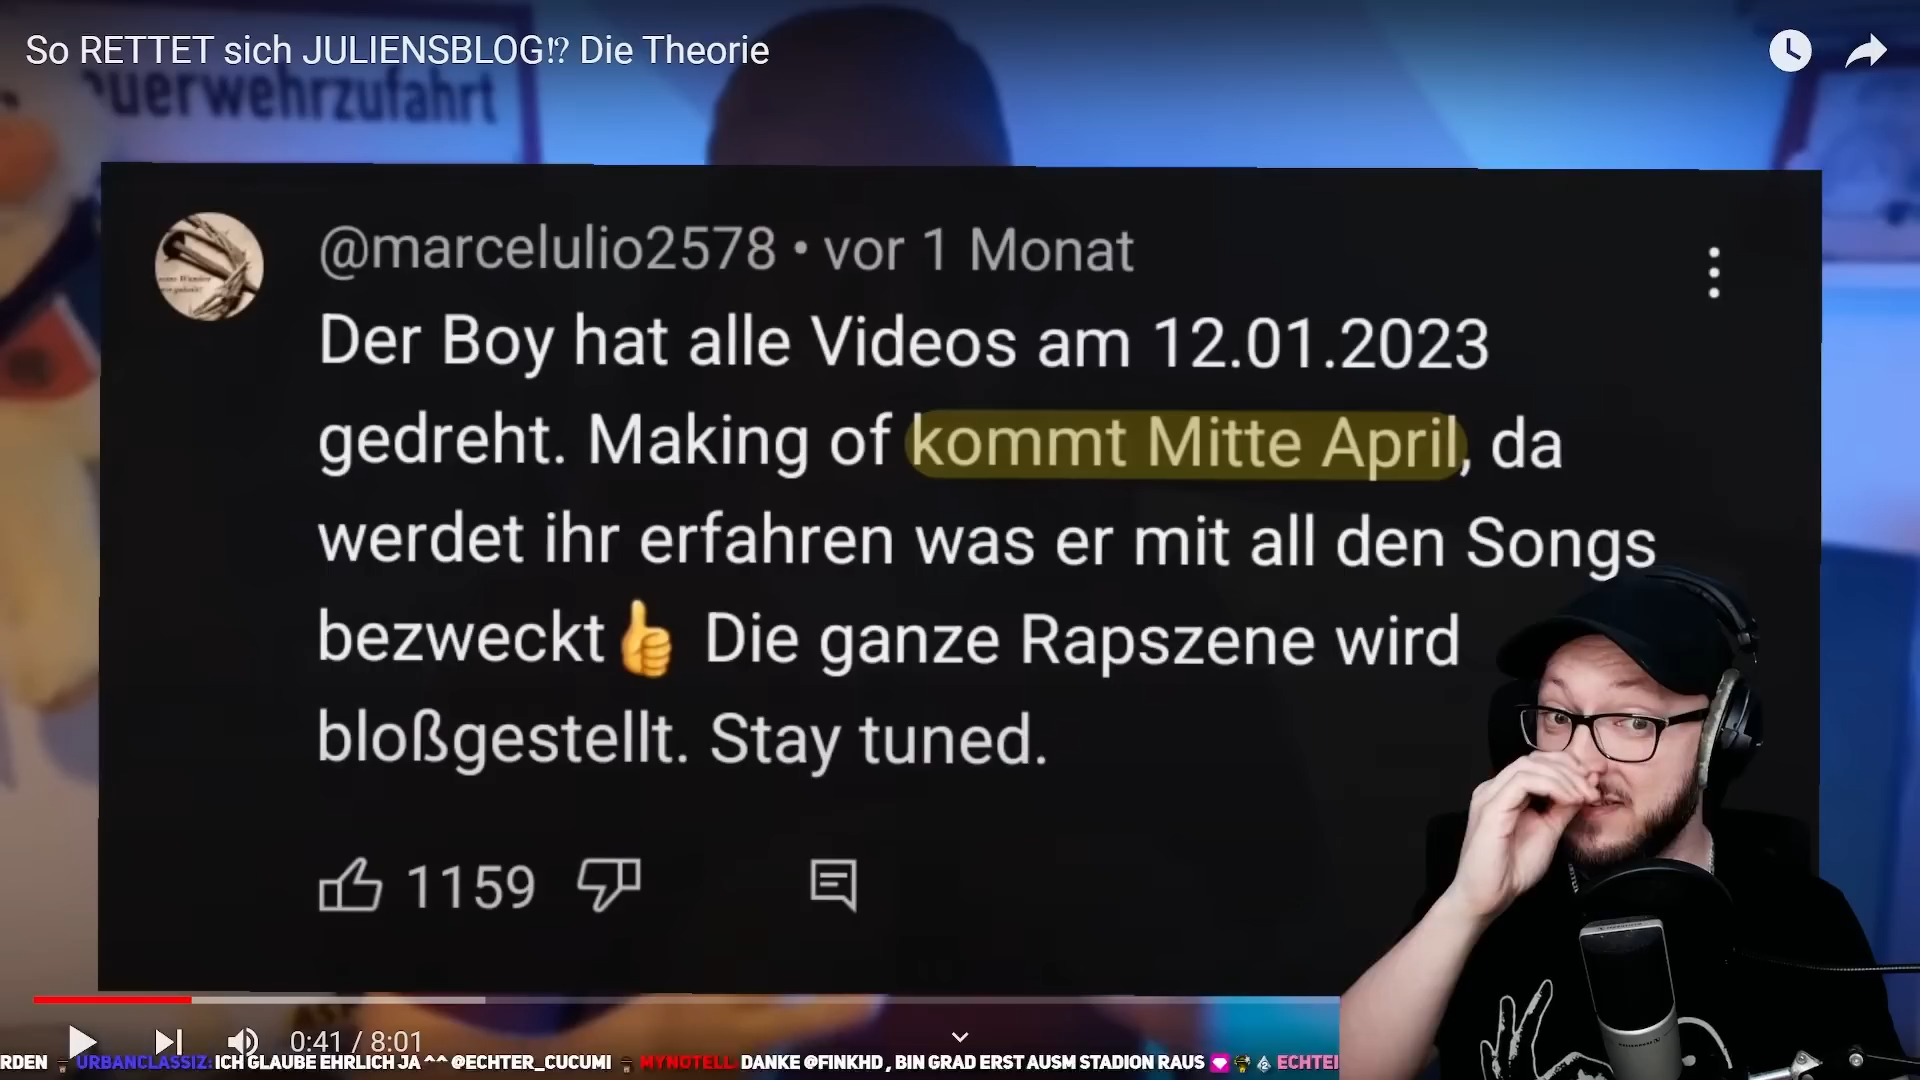 So RETTET sich JULIENSBLOG⁉ Die Theorie
uerwehrzufahrt
@marcelulio2578 • vor 1 Monat
Der Boy hat alle Videos am 12.01.2023
gedreht. Making of kommt Mitte April, da
werdet ihr erfahren was er mit all den Songs
bezweckt👍 Die ganze Rapszene wird
bloßgestellt. Stay tuned.
1159
0:41 / 8:01
RDEN URBANCLASSIZ: ICH GLAUBE EHRLICH JA ^^ @ECHTER_CUCUMI MYNOTELL: DANKE @FINKHD , BIN GRAD ERST AUSM STADION RAUS ECHTE